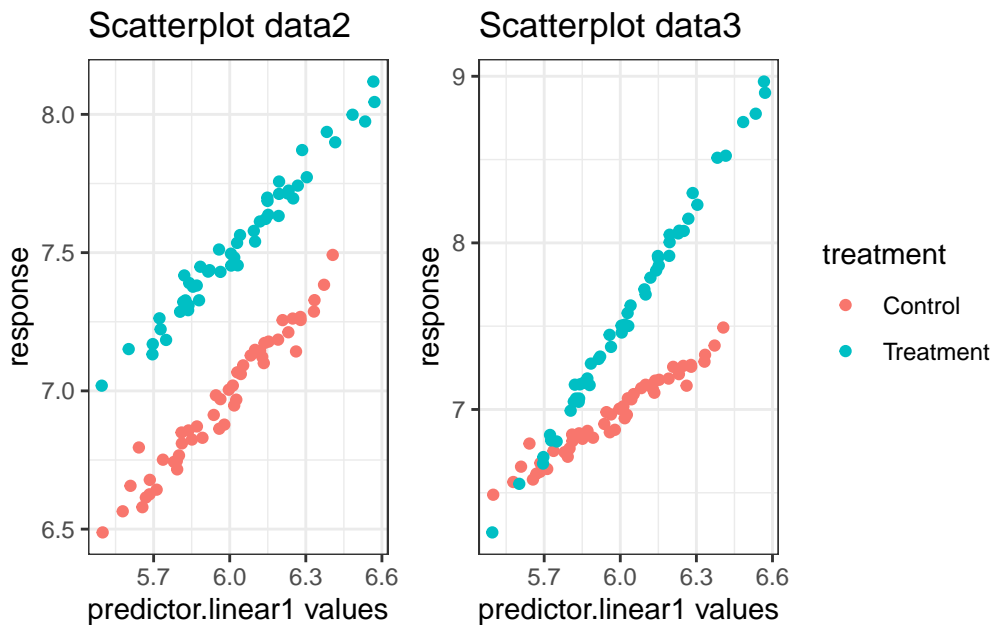 Scatterplot data2
8.0
7.5
7.0
6.5
response
5.7 6.0 6.3 6.6
predictor.linear1 values
Scatterplot data3
9
8
7
response
5.7 6.0 6.3 6.6
predictor.linear1 values
treatment
Control
Treatment